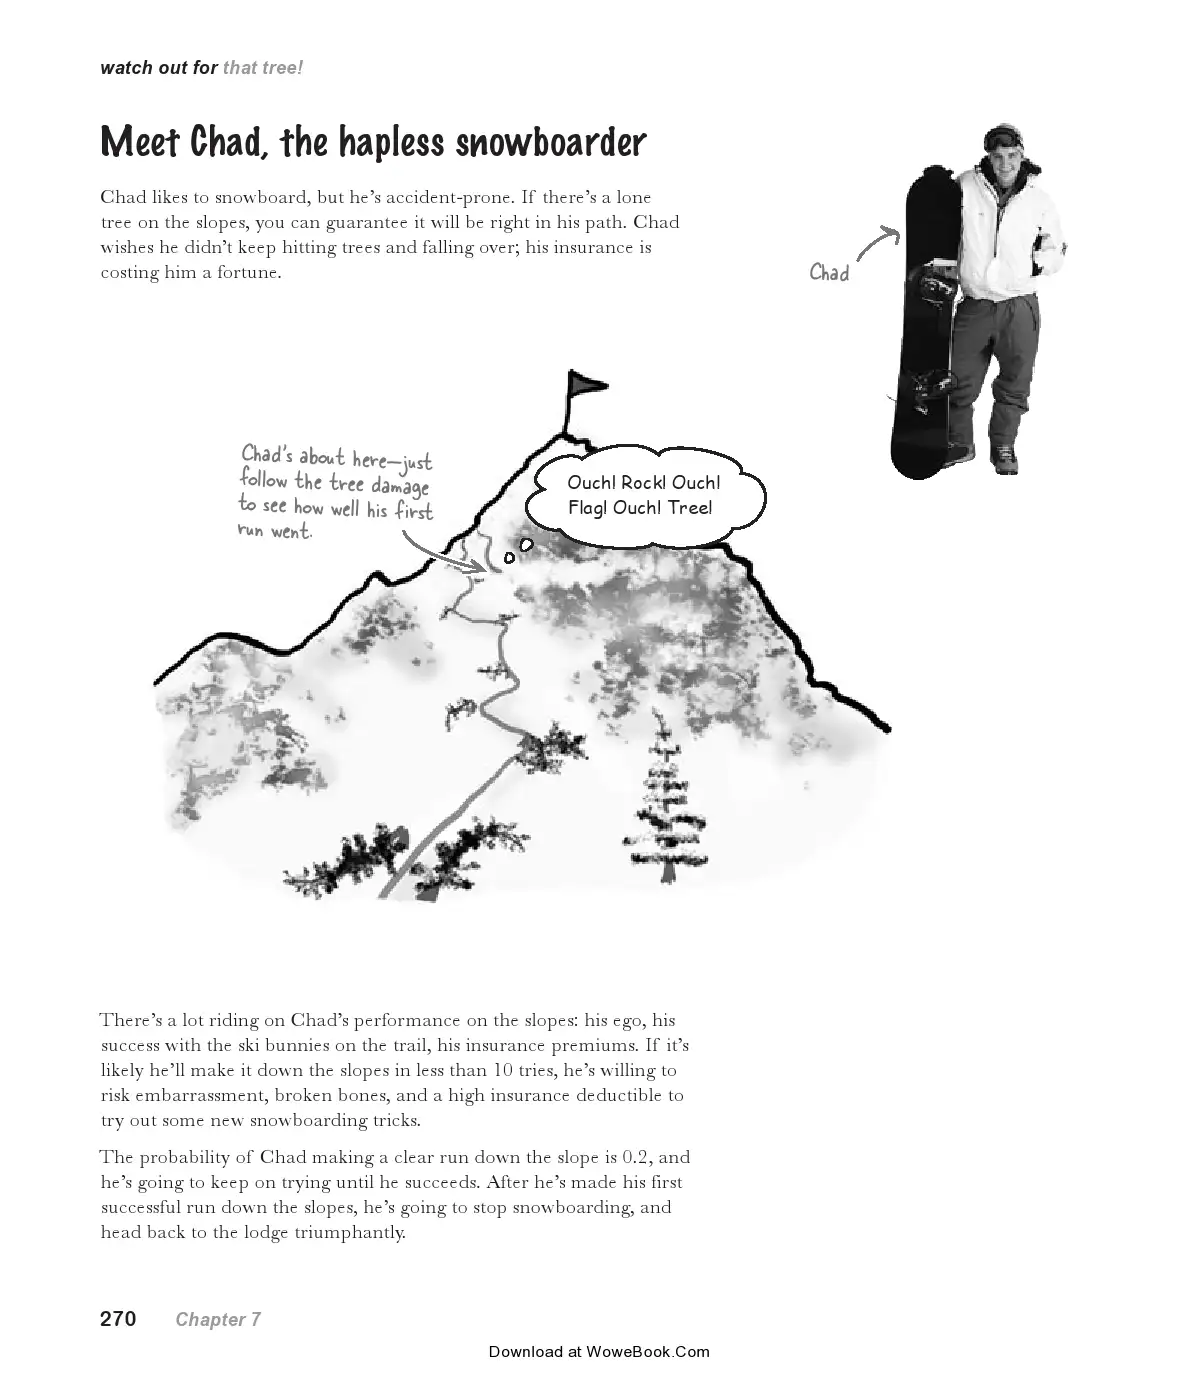 watch out for that tree!
Meet Chad, the hapless snowboarder
Chad likes to snowboard, but he's accident-prone. If there's a lone
tree on the slopes, you can guarantee it will be right in his path. Chad
wishes he didn't keep hitting trees and falling over; his insurance is
costing him a fortune.
Chad
Chad's about here—just
follow the tree damage
to see how well his first
run went.
Ouch! Rock! Ouch!
Flag! Ouch! Tree!
There's a lot riding on Chad's performance on the slopes: his ego, his
success with the ski bunnies on the trail, his insurance premiums. If it's
likely he'll make it down the slopes in less than 10 tries, he's willing to
risk embarrassment, broken bones, and a high insurance deductible to
try out some new snowboarding tricks.
The probability of Chad making a clear run down the slope is 0.2, and
he's going to keep on trying until he succeeds. After he's made his first
successful run down the slopes, he's going to stop snowboarding, and
head back to the lodge triumphantly.
270 Chapter 7
Download at WoweBook.Com